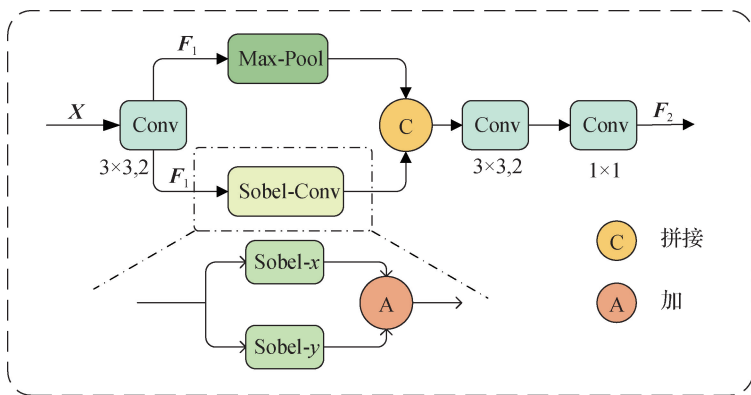 F₁
Max-Pool
X
Conv
3×3,2
C
Conv
3×3,2
Conv
1×1
F₂
F₁
Sobel-Conv
Sobel-x
Sobel-y
A
C 拼接
A 加